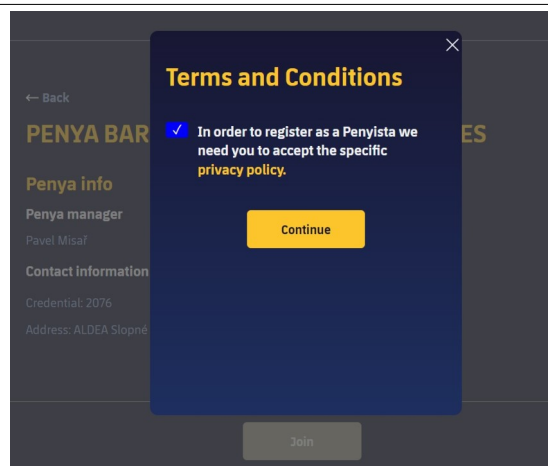 Terms and Conditions
← Back
✓ In order to register as a Penyista we
need you to accept the specific
privacy policy.
PENYA BAR
ES
Penya info
Penya manager
Pavel Misař
Continue
Contact information
Credential: 2076
Address: ALDEA Slopné
Join